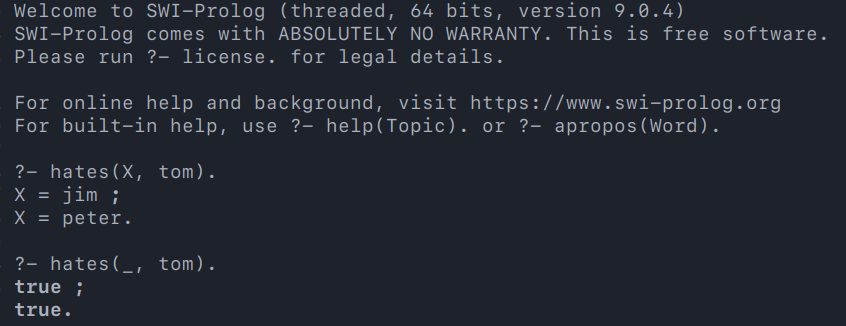 Welcome to SWI-Prolog (threaded, 64 bits, version 9.0.4)
SWI-Prolog comes with ABSOLUTELY NO WARRANTY. This is free software.
Please run ?- license. for legal details.

For online help and background, visit https://www.swi-prolog.org
For built-in help, use ?- help(Topic). or ?- apropos(Word).

?- hates(X, tom).
X = jim ;
X = peter.

?- hates(_, tom).
true ;
true.